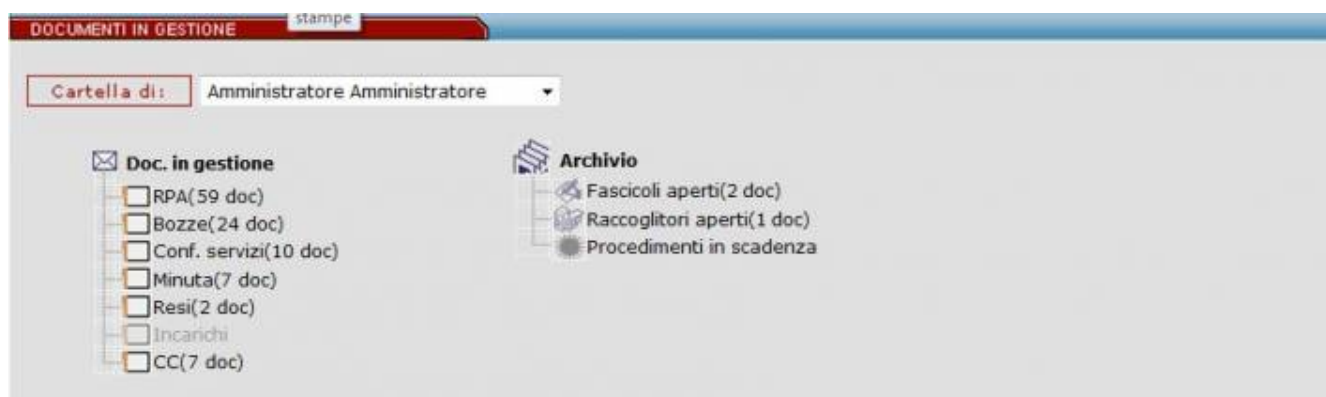 stampe
DOCUMENTI IN GESTIONE
Cartella di: Amministratore Amministratore
Doc. in gestione
RPA(59 doc)
Bozze(24 doc)
Conf. servizi(10 doc)
Minuta(7 doc)
Resi(2 doc)
Incarichi
CC(7 doc)
Archivio
Fascicoli aperti(2 doc)
Raccoglitori aperti(1 doc)
Procedimenti in scadenza